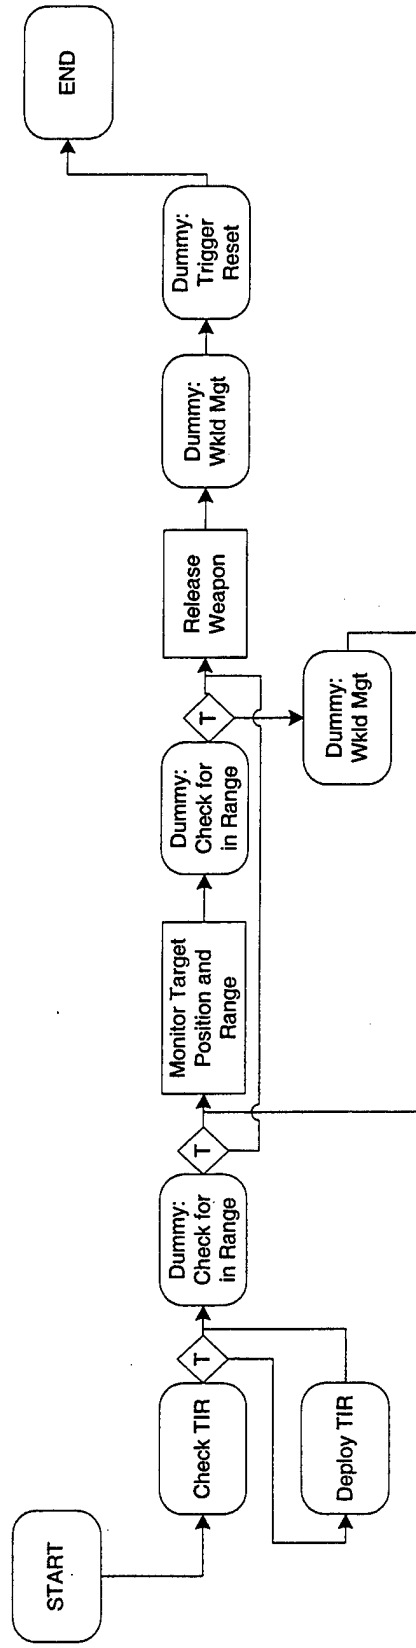 START
Check TIR
T
Deploy TIR
Dummy:
Check for
in Range
T
Monitor Target
Position and
Range
Dummy:
Check for
in Range
T
Dummy:
Wkld Mgt
Release
Weapon
Dummy:
Wkld Mgt
Dummy:
Trigger
Reset
END